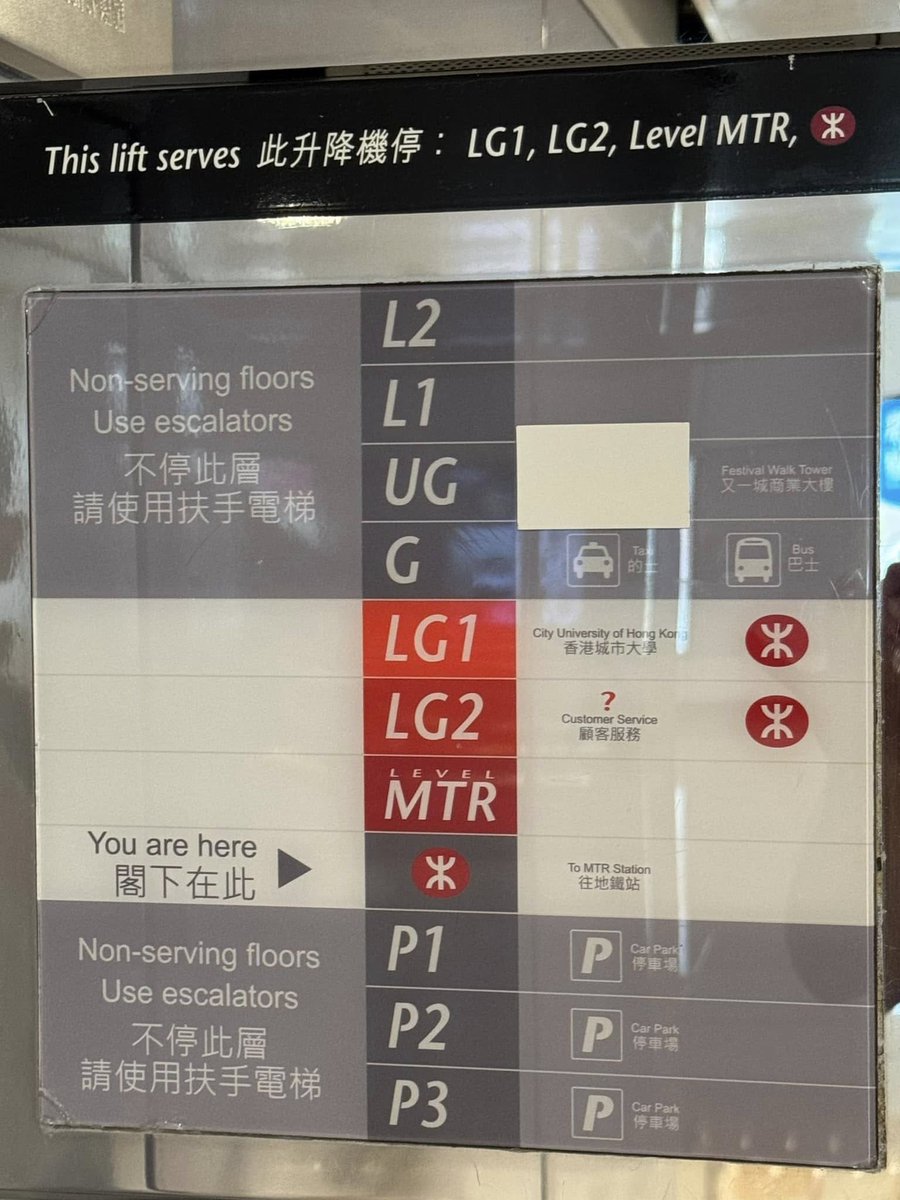 This lift serves 此升降機停： LG1, LG2, Level MTR,
L2
Non-serving floors
Use escalators
不停此層
請使用扶手電梯
L1
UG
Festival Walk Tower
又一城商業大樓
G
Taxi
的士
Bus
巴士
LG1
City University of Hong Kong
香港城市大學
LG2
?
Customer Service
顧客服務
LEVEL
MTR
You are here
閣下在此
To MTR Station
往地鐵站
Non-serving floors
Use escalators
不停此層
請使用扶手電梯
P1
P
Car Park
停車場
P2
P
Car Park
停車場
P3
P
Car Park
停車場